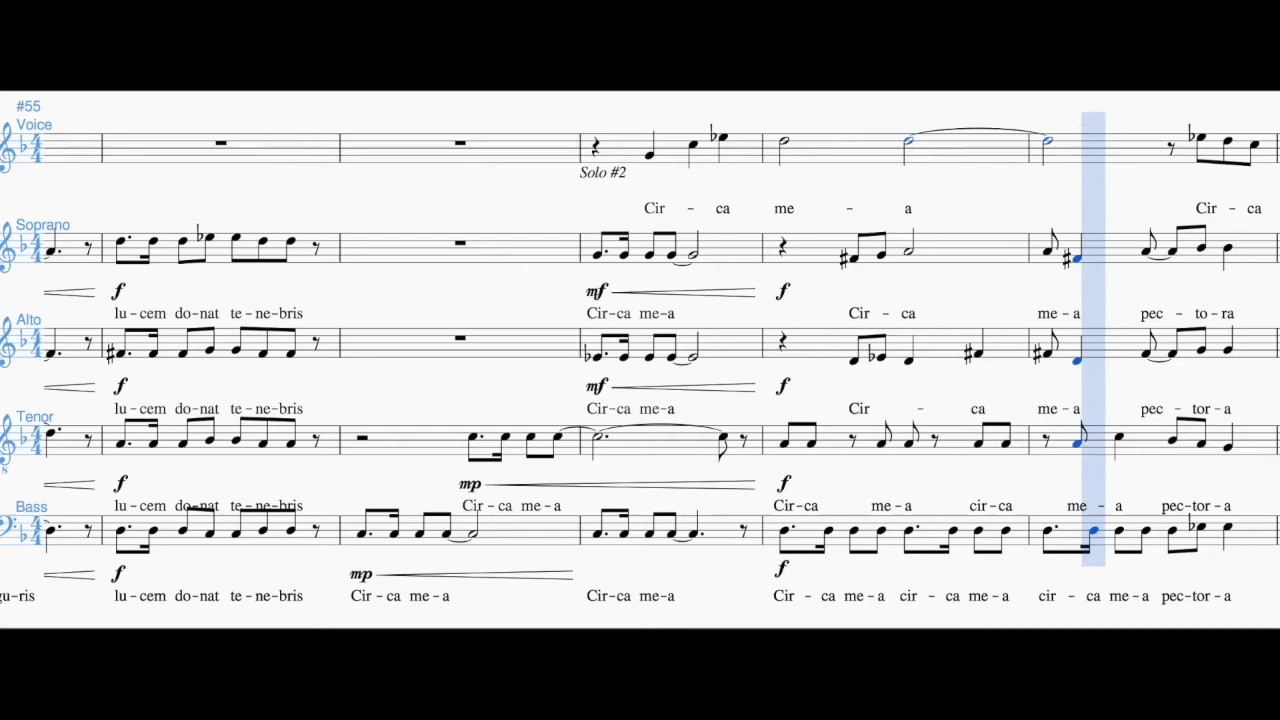 #55
Voice
Solo #2
Cir - ca me - a Cir - ca
Soprano
f mf f
lu - cem do - nat te - ne - bris Cir - ca me - a Cir - ca me - a pec - to - ra
Alto
f mf f
lu - cem do - nat te - ne - bris Cir - ca me - a Cir - ca me - a pec - tor - a
Tenor
8
f mp f
lu - cem do - nat te - ne - bris Cir - ca me - a Cir - ca me - a cir - ca me - a pec - tor - a
Bass
f mp f
gu - ris lu - cem do - nat te - ne - bris Cir - ca me - a Cir - ca me - a Cir - ca me - a cir - ca me - a cir - ca me - a pec - tor - a